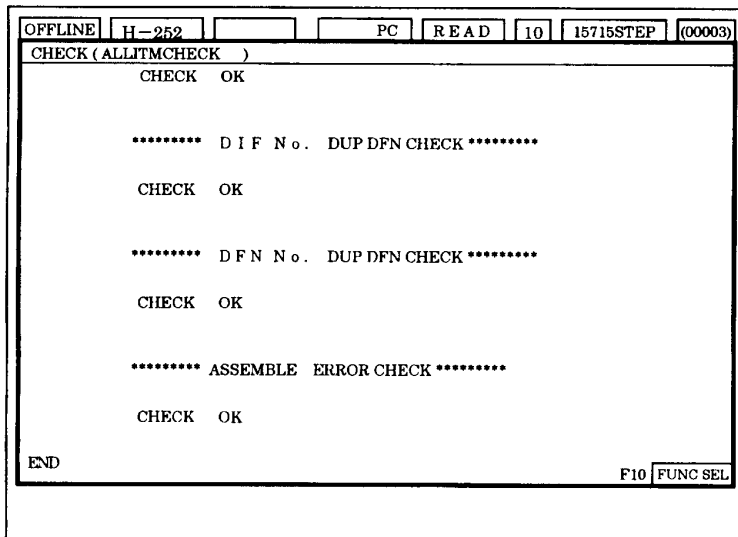 OFFLINE H-252 PC READ 10 15715STEP (00003)
CHECK ( ALLITMCHECK )
CHECK OK
********* DIF No. DUP DFN CHECK *********
CHECK OK
********* DFN No. DUP DFN CHECK *********
CHECK OK
********* ASSEMBLE ERROR CHECK *********
CHECK OK
END
F10 FUNC SEL